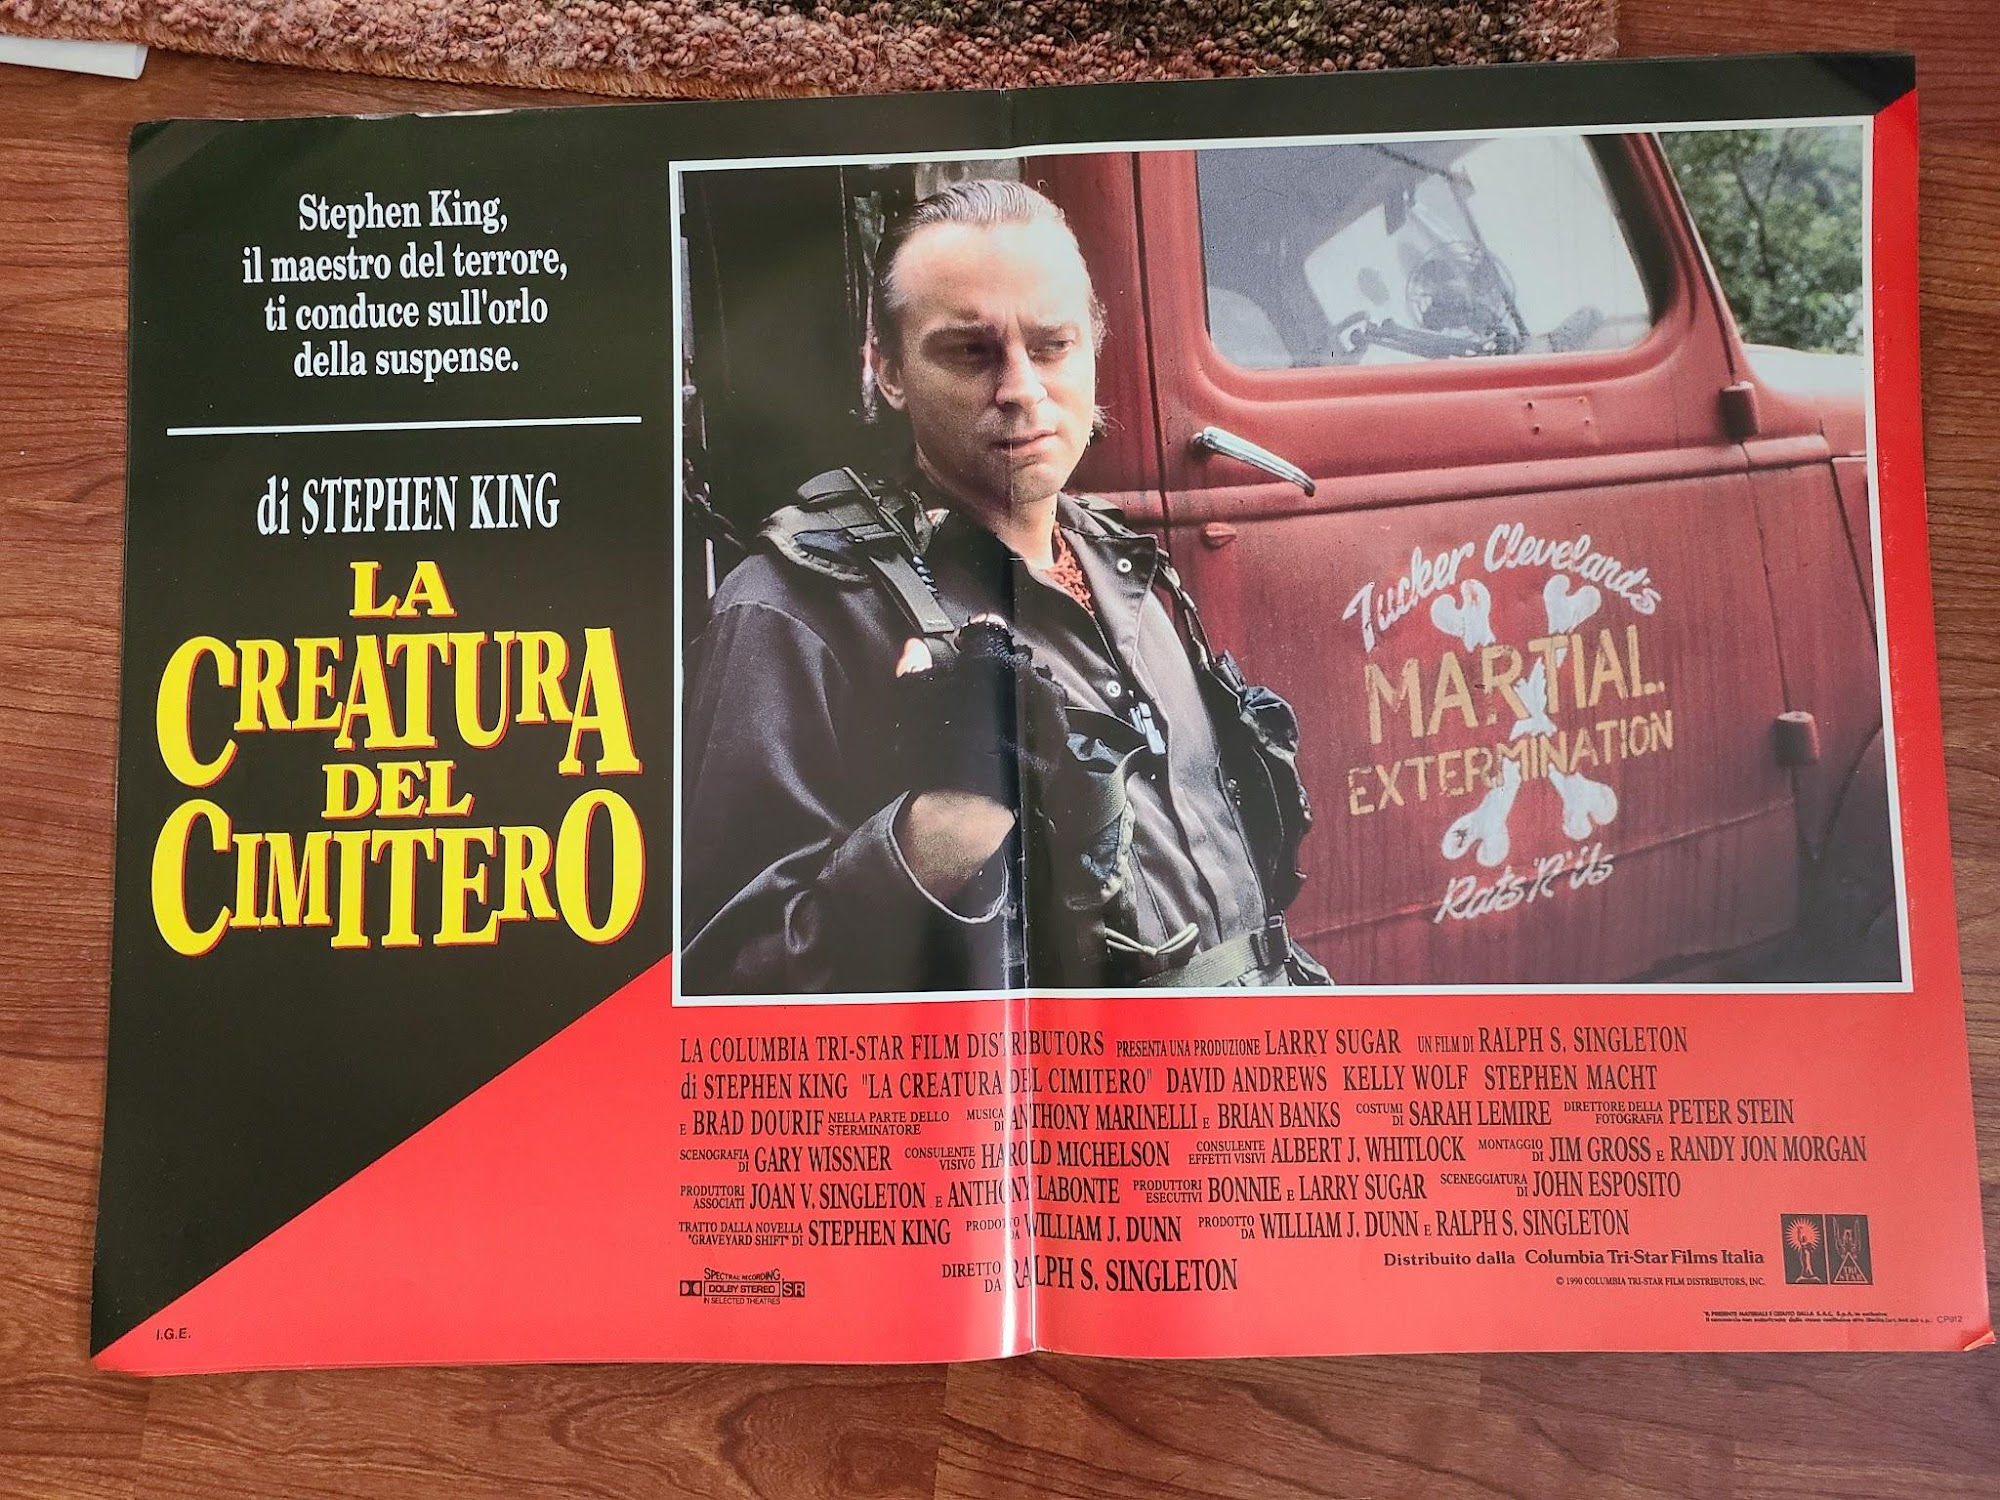 Stephen King,
il maestro del terrore,
ti conduce sull'orlo
della suspense.
di STEPHEN KING
LA
CREATURA
DEL
CIMITERO
Tucker Cleveland's
MARTIAL
EXTERMINATION
Rats 'R' Us
LA COLUMBIA TRI-STAR FILM DISTRIBUTORS PRESENTA UNA PRODUZIONE LARRY SUGAR UN FILM DI RALPH S. SINGLETON
di STEPHEN KING "LA CREATURA DEL CIMITERO" DAVID ANDREWS KELLY WOLF STEPHEN MACHT
E BRAD DOURIF NELLA PARTE DELLO STERMINATORE MUSICA DI ANTHONY MARINELLI E BRIAN BANKS COSTUMI DI SARAH LEMIRE DIRETTORE DELLA FOTOGRAFIA PETER STEIN
SCENOGRAFIA DI GARY WISSNER CONSULENTE VISIVO HAROLD MICHELSON CONSULENTE EFFETTI VISIVI ALBERT J. WHITLOCK MONTAGGIO DI JIM GROSS E RANDY JON MORGAN
PRODUTTORI ASSOCIATI JOAN V. SINGLETON E ANTHONY LABONTE PRODUTTORI ESECUTIVI BONNIE E LARRY SUGAR SCENEGGIATURA DI JOHN ESPOSITO
TRATTO DALLA NOVELLA "GRAVEYARD SHIFT" DI STEPHEN KING PRODOTTO DA WILLIAM J. DUNN PRODOTTO DA WILLIAM J. DUNN E RALPH S. SINGLETON
DIRETTO DA RALPH S. SINGLETON
Distribuito dalla Columbia Tri-Star Films Italia
© 1990 COLUMBIA TRI-STAR FILM DISTRIBUTORS, INC.
TRI STAR
SPECTRAL RECORDING
DOLBY STEREO SR
IN SELECTED THEATRES
I.G.E.
CP912